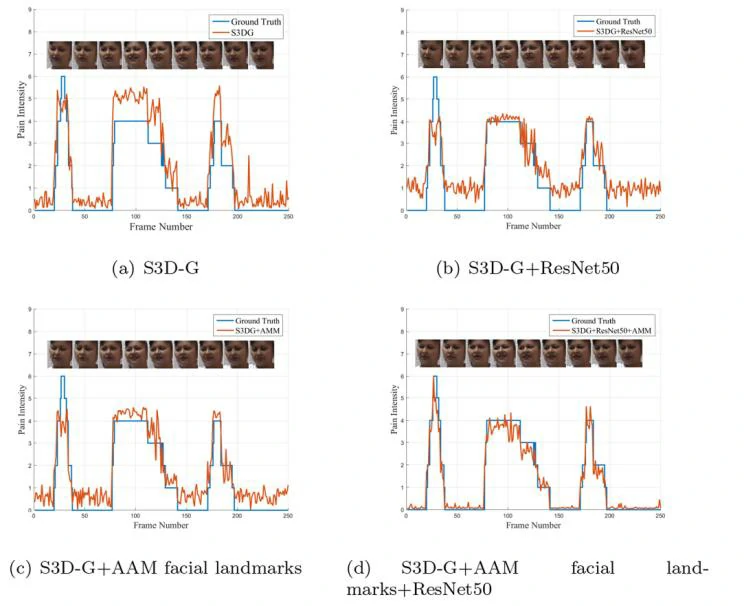 Ground Truth
S3DG
Pain Intensity
9
8
7
6
5
4
3
2
1
0
0 50 100 150 200 250
Frame Number
(a) S3D-G
Ground Truth
S3DG+ResNet50
Pain Intensity
9
8
7
6
5
4
3
2
1
0
0 50 100 150 200 250
Frame Number
(b) S3D-G+ResNet50
Ground Truth
S3DG+AMM
Pain Intensity
9
8
7
6
5
4
3
2
1
0
0 50 100 150 200 250
Frame Number
(c) S3D-G+AAM facial landmarks
Ground Truth
S3DG+ResNet50+AMM
Pain Intensity
9
8
7
6
5
4
3
2
1
0
0 50 100 150 200 250
Frame Number
(d) S3D-G+AAM facial land-
marks+ResNet50